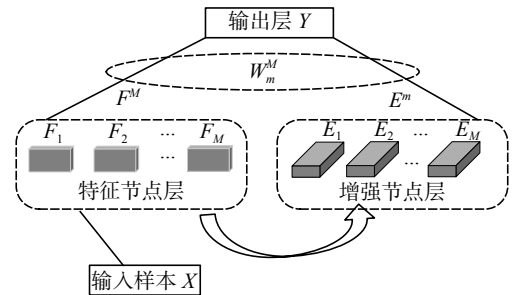 输出层 Y
W_m^M
F^M E^m
F_1 F_2 ... F_M E_1 E_2 ... E_M
... ...
特征节点层 增强节点层
输入样本 X